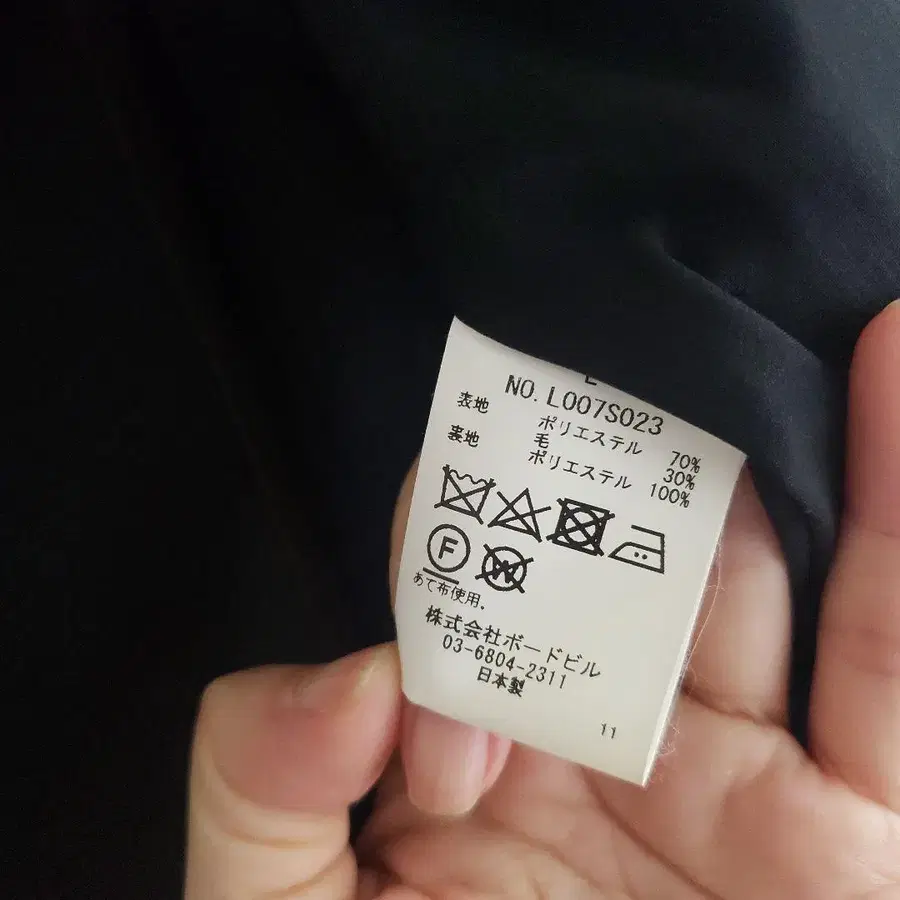 L
NO. L007S023
表地 ポリエステル 70%
毛 30%
裏地 ポリエステル 100%
F
W
あて布使用.
株式会社ボードビル
03-6804-2311
日本製
11